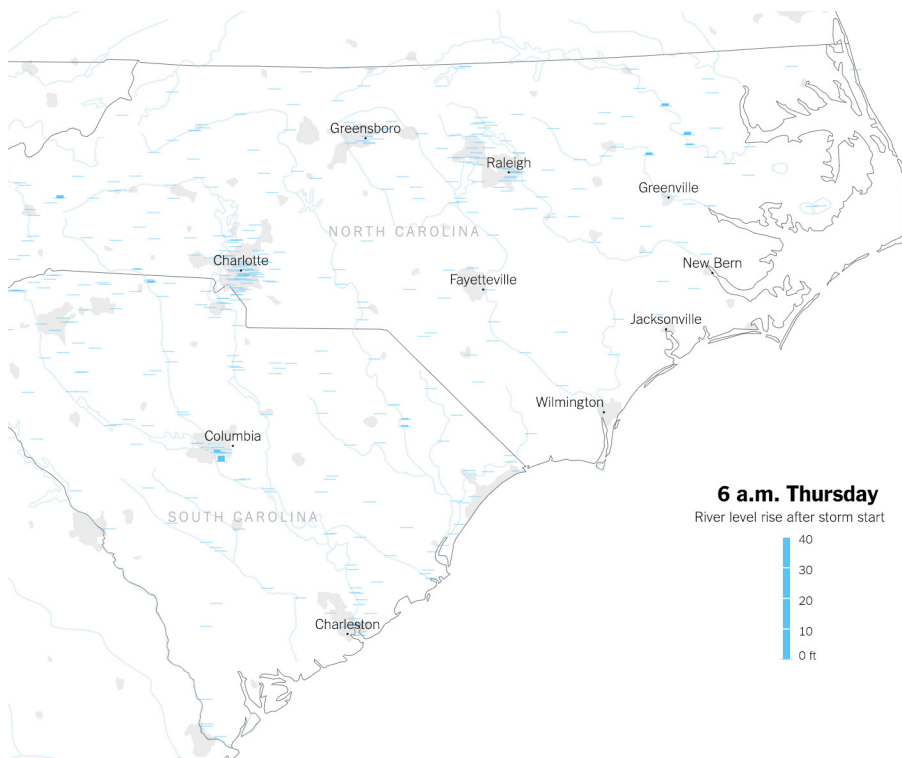 Greensboro
Raleigh
Greenville
NORTH CAROLINA
Charlotte
New Bern
Fayetteville
Jacksonville
Wilmington
Columbia
6 a.m. Thursday
River level rise after storm start
SOUTH CAROLINA
40
30
20
10
0 ft
Charleston